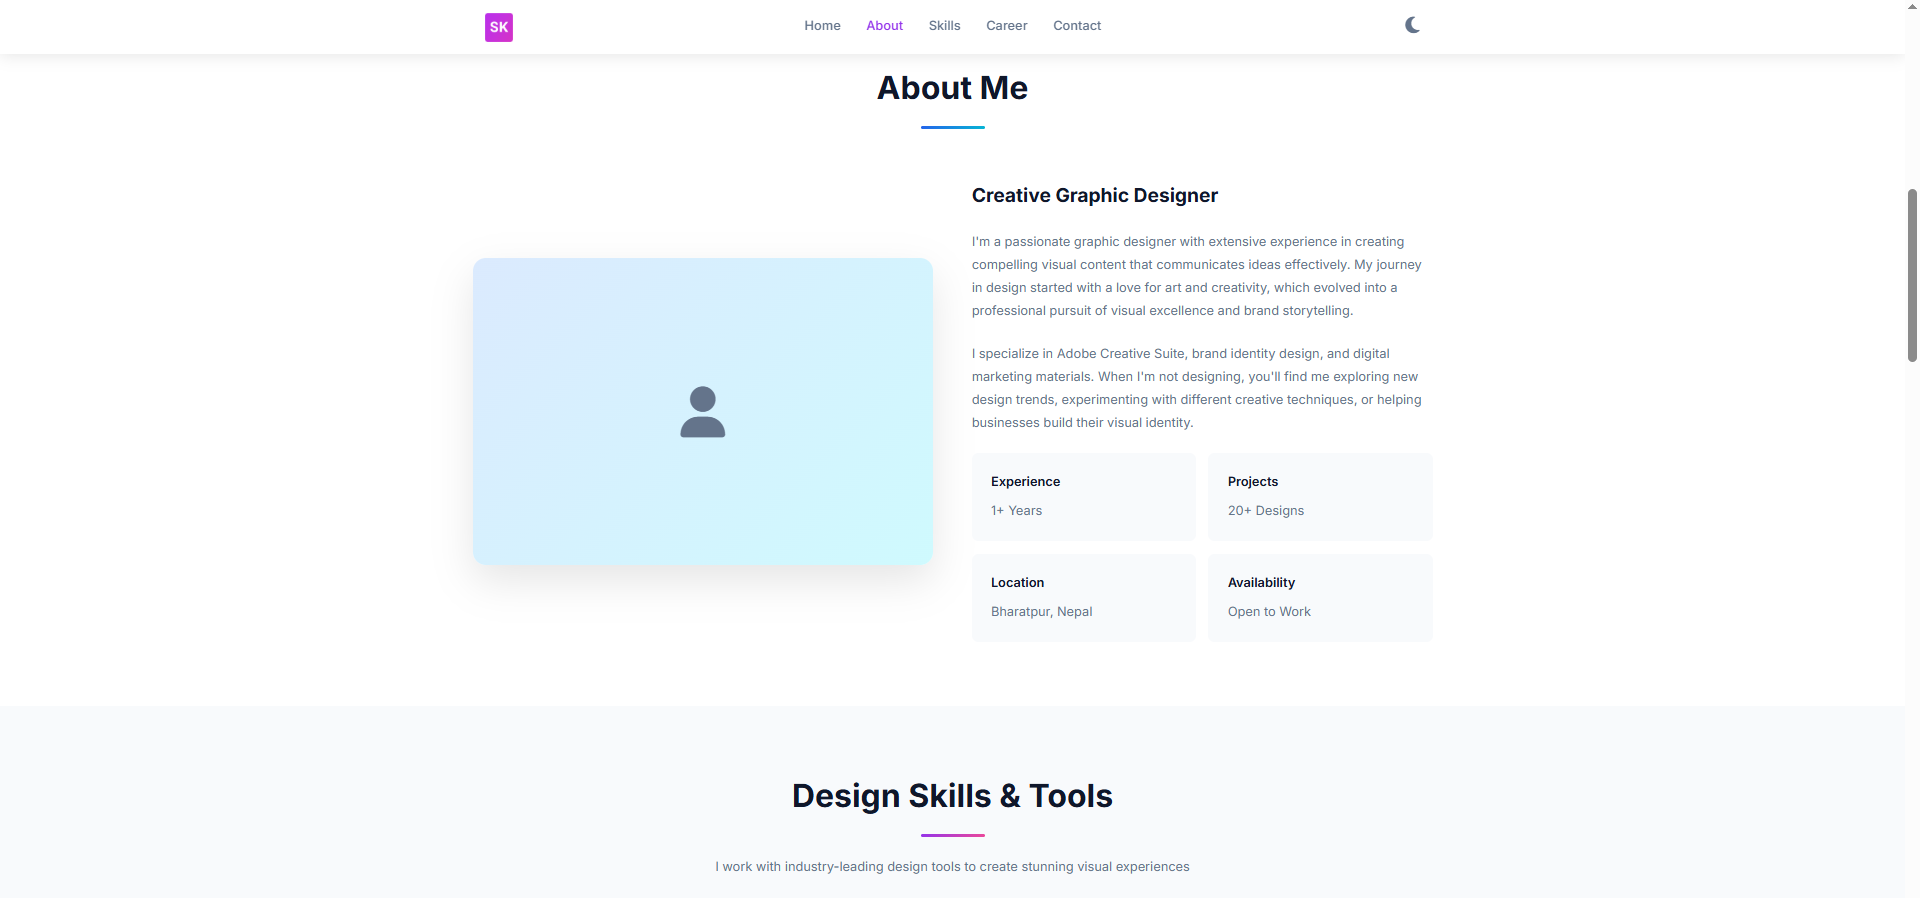 SK
Home About Skills Career Contact
About Me
Creative Graphic Designer
I'm a passionate graphic designer with extensive experience in creating
compelling visual content that communicates ideas effectively. My journey
in design started with a love for art and creativity, which evolved into a
professional pursuit of visual excellence and brand storytelling.
I specialize in Adobe Creative Suite, brand identity design, and digital
marketing materials. When I'm not designing, you'll find me exploring new
design trends, experimenting with different creative techniques, or helping
businesses build their visual identity.
Experience
1+ Years
Projects
20+ Designs
Location
Bharatpur, Nepal
Availability
Open to Work
Design Skills & Tools
I work with industry-leading design tools to create stunning visual experiences